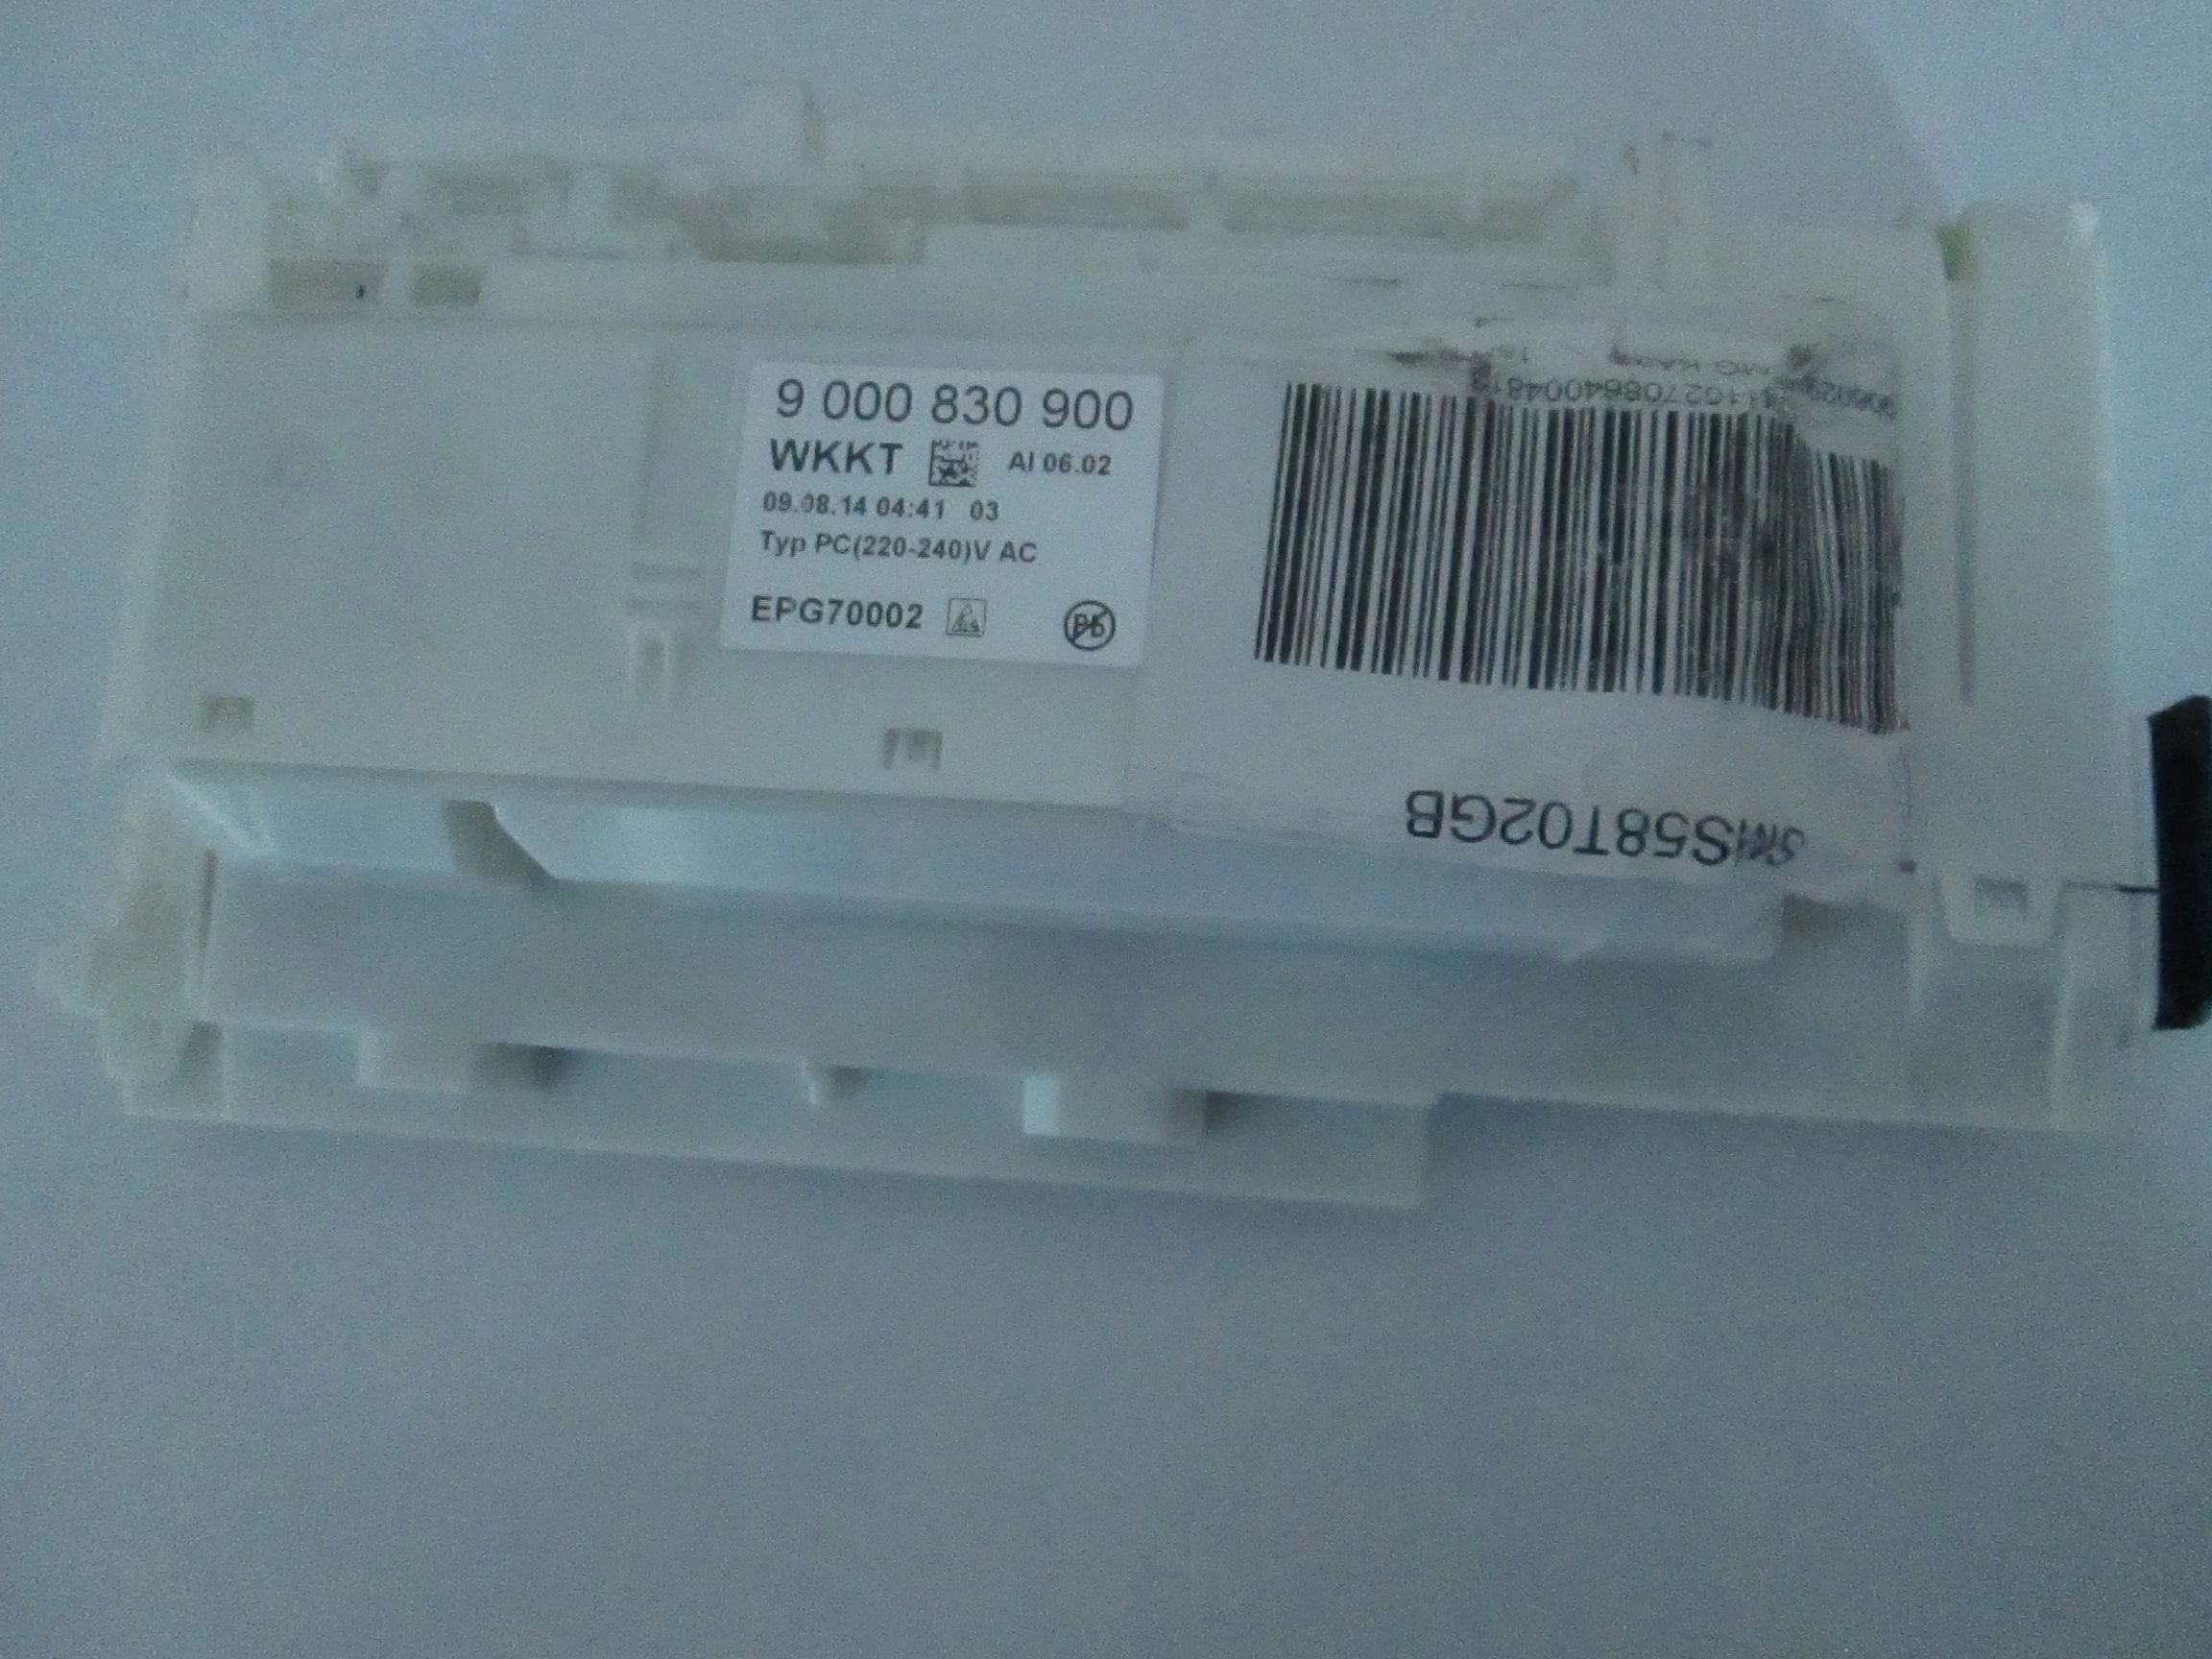 9 000 830 900
WKKT AI 06.02
09.08.14 04:41 03
Typ PC(220-240)V AC
EPG70002
Pb
SMS58T02GB